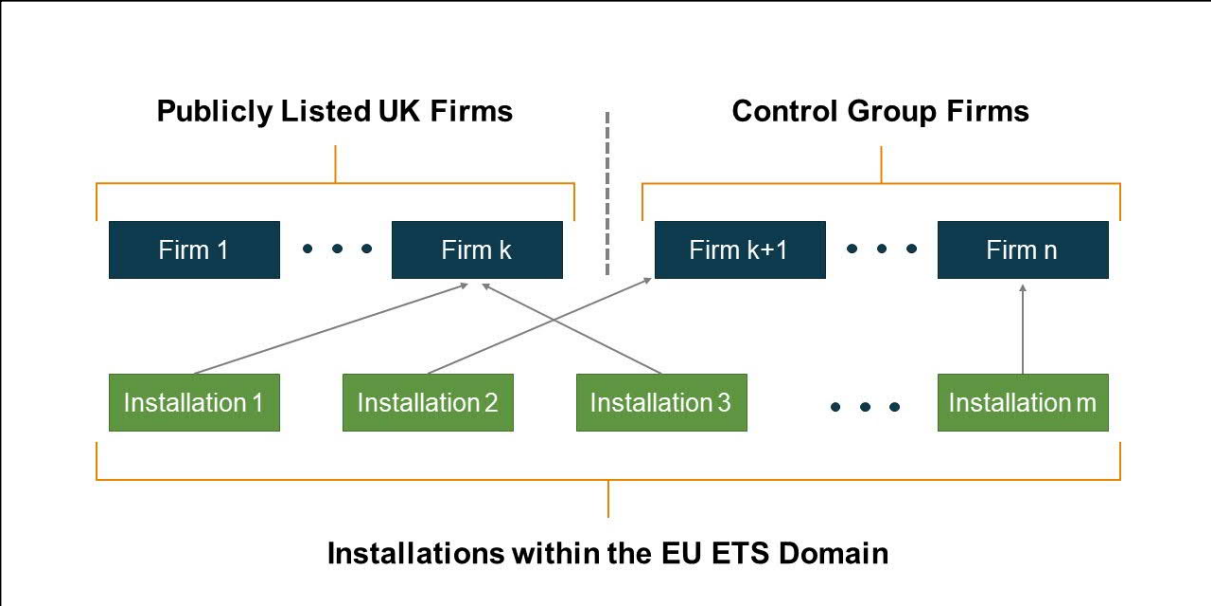 Publicly Listed UK Firms
Control Group Firms
Firm 1
Firm k
Firm k+1
Firm n
Installation 1
Installation 2
Installation 3
Installation m
Installations within the EU ETS Domain